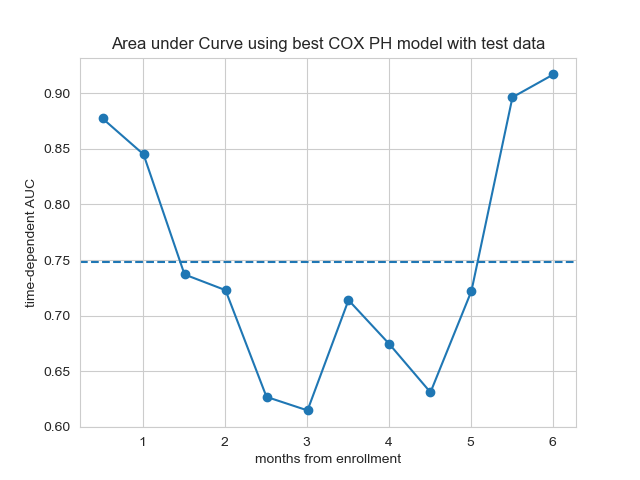 Area under Curve using best COX PH model with test data
time-dependent AUC
0.90
0.85
0.80
0.75
0.70
0.65
0.60
1 2 3 4 5 6
months from enrollment